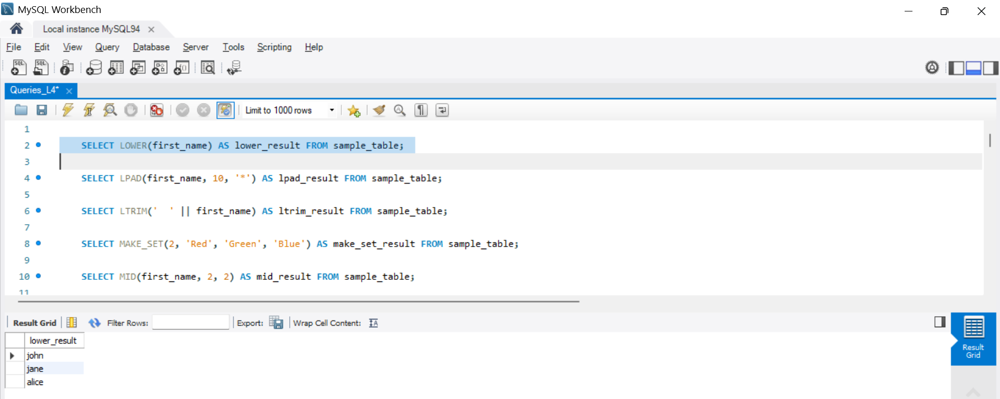 MySQL Workbench
Local instance MySQL94
File Edit View Query Database Server Tools Scripting Help
SQL SQL
Queries_L4*
Limit to 1000 rows
1
2 SELECT LOWER(first_name) AS lower_result FROM sample_table;
3
4 SELECT LPAD(first_name, 10, '*') AS lpad_result FROM sample_table;
5
6 SELECT LTRIM('  ' || first_name) AS ltrim_result FROM sample_table;
7
8 SELECT MAKE_SET(2, 'Red', 'Green', 'Blue') AS make_set_result FROM sample_table;
9
10 SELECT MID(first_name, 2, 2) AS mid_result FROM sample_table;
11
Result Grid Filter Rows: Export: Wrap Cell Content:
Result
Grid
lower_result
john
jane
alice